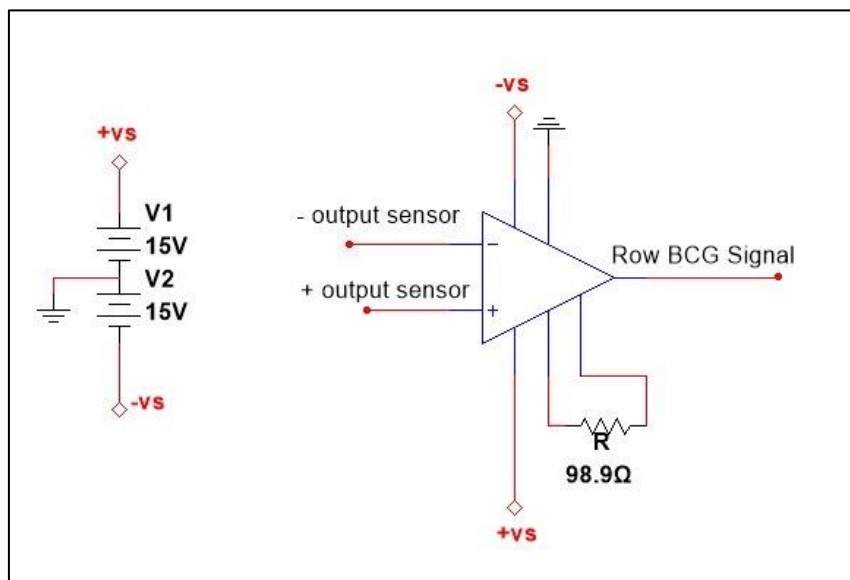 +vs
V1
15V
V2
15V
-vs
-vs
- output sensor
+ output sensor
Row BCG Signal
R
98.9Ω
+vs